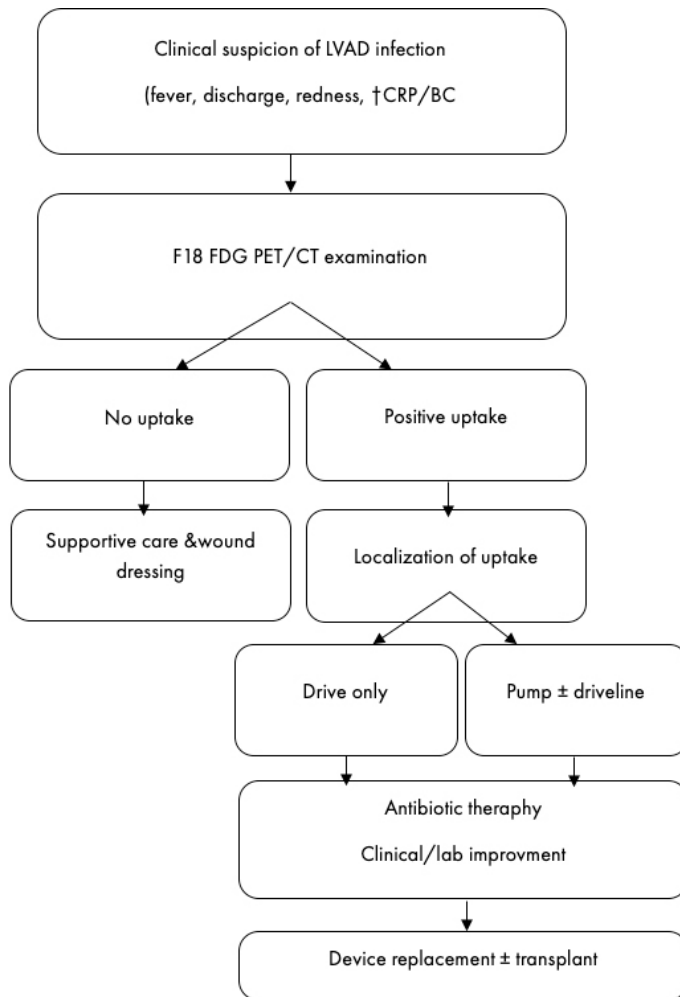 Clinical suspicion of LVAD infection
(fever, discharge, redness, †CRP/BC
F18 FDG PET/CT examination
No uptake
Positive uptake
Supportive care &wound
dressing
Localization of uptake
Drive only
Pump ± driveline
Antibiotic theraphy
Clinical/lab improvment
Device replacement ± transplant